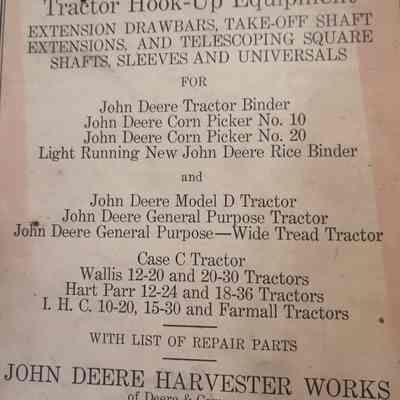 Tractor Hook-Up Equipment
EXTENSION DRAWBARS, TAKE-OFF SHAFT
EXTENSIONS, AND TELESCOPING SQUARE
SHAFTS, SLEEVES AND UNIVERSALS
FOR
John Deere Tractor Binder
John Deere Corn Picker No. 10
John Deere Corn Picker No. 20
Light Running New John Deere Rice Binder
and
John Deere Model D Tractor
John Deere General Purpose Tractor
John Deere General Purpose—Wide Tread Tractor
Case C Tractor
Wallis 12-20 and 20-30 Tractors
Hart Parr 12-24 and 18-36 Tractors
I. H. C. 10-20, 15-30 and Farmall Tractors
WITH LIST OF REPAIR PARTS
JOHN DEERE HARVESTER WORKS
of Deere &